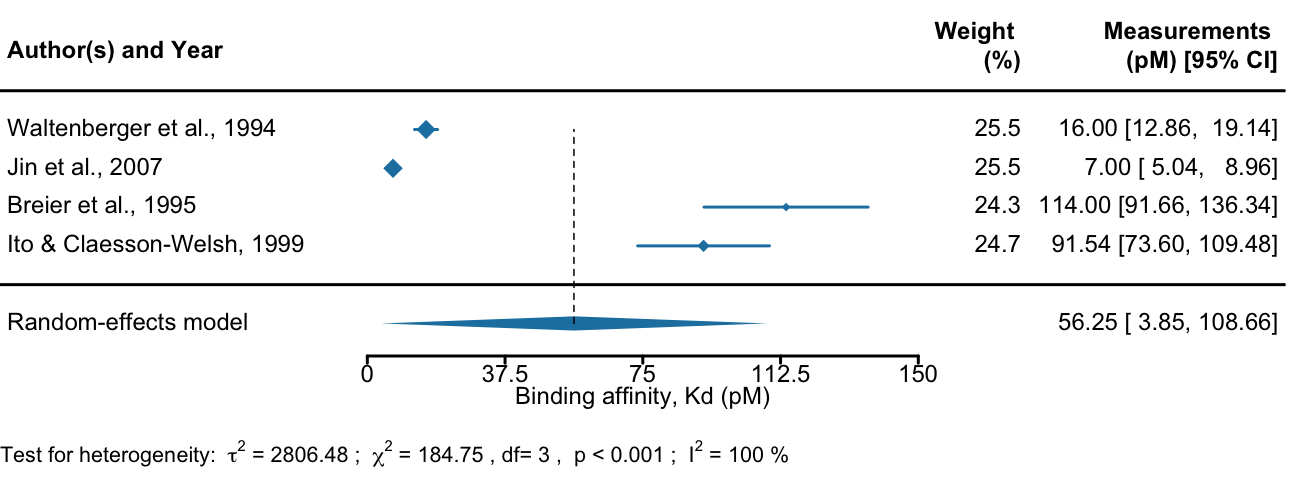 Author(s) and Year Weight (%) Measurements (pM) [95% CI]
Waltenberger et al., 1994 25.5 16.00 [12.86, 19.14]
Jin et al., 2007 25.5 7.00 [ 5.04, 8.96]
Breier et al., 1995 24.3 114.00 [91.66, 136.34]
Ito & Claesson-Welsh, 1999 24.7 91.54 [73.60, 109.48]
Random-effects model 56.25 [ 3.85, 108.66]
0 37.5 75 112.5 150
Binding affinity, Kd (pM)
Test for heterogeneity: τ² = 2806.48 ; χ² = 184.75 , df= 3 , p < 0.001 ; I² = 100 %